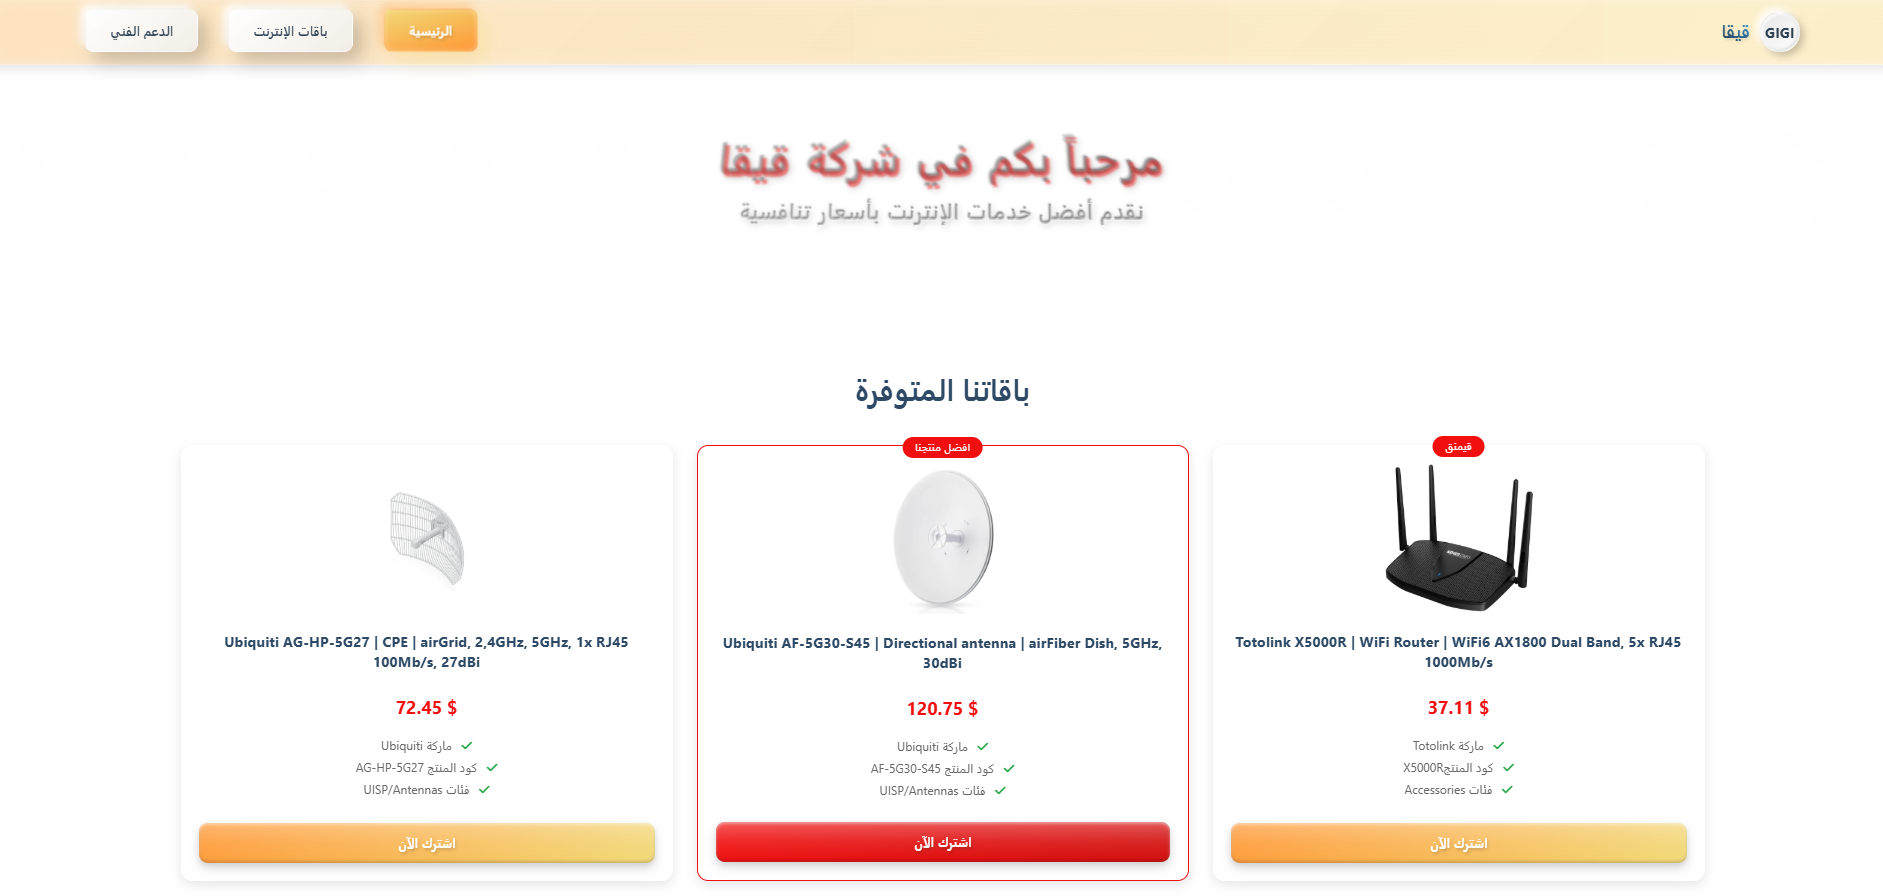 GIGI قيقا
الرئيسية
باقات الإنترنت
الدعم الفني
مرحباً بكم في شركة قيقا
نقدم أفضل خدمات الإنترنت بأسعار تنافسية
باقاتنا المتوفرة
قيمنق
Totolink X5000R | WiFi Router | WiFi6 AX1800 Dual Band, 5x RJ45
1000Mb/s
37.11 $
ماركة Totolink
كود المنتجX5000R
فئات Accessories
اشترك الآن
افضل منتجنا
Ubiquiti AF-5G30-S45 | Directional antenna | airFiber Dish, 5GHz,
30dBi
120.75 $
ماركة Ubiquiti
كود المنتج AF-5G30-S45
فئات UISP/Antennas
اشترك الآن
Ubiquiti AG-HP-5G27 | CPE | airGrid, 2,4GHz, 5GHz, 1x RJ45
100Mb/s, 27dBi
72.45 $
ماركة Ubiquiti
كود المنتج AG-HP-5G27
فئات UISP/Antennas
اشترك الآن